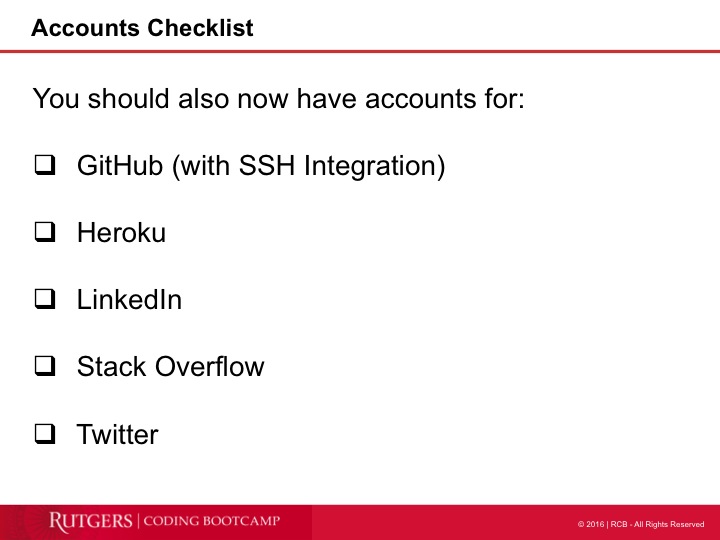 Accounts Checklist
You should also now have accounts for:
❑ GitHub (with SSH Integration)
❑ Heroku
❑ LinkedIn
❑ Stack Overflow
❑ Twitter
RUTGERS | CODING BOOTCAMP
© 2016 | RCB - All Rights Reserved